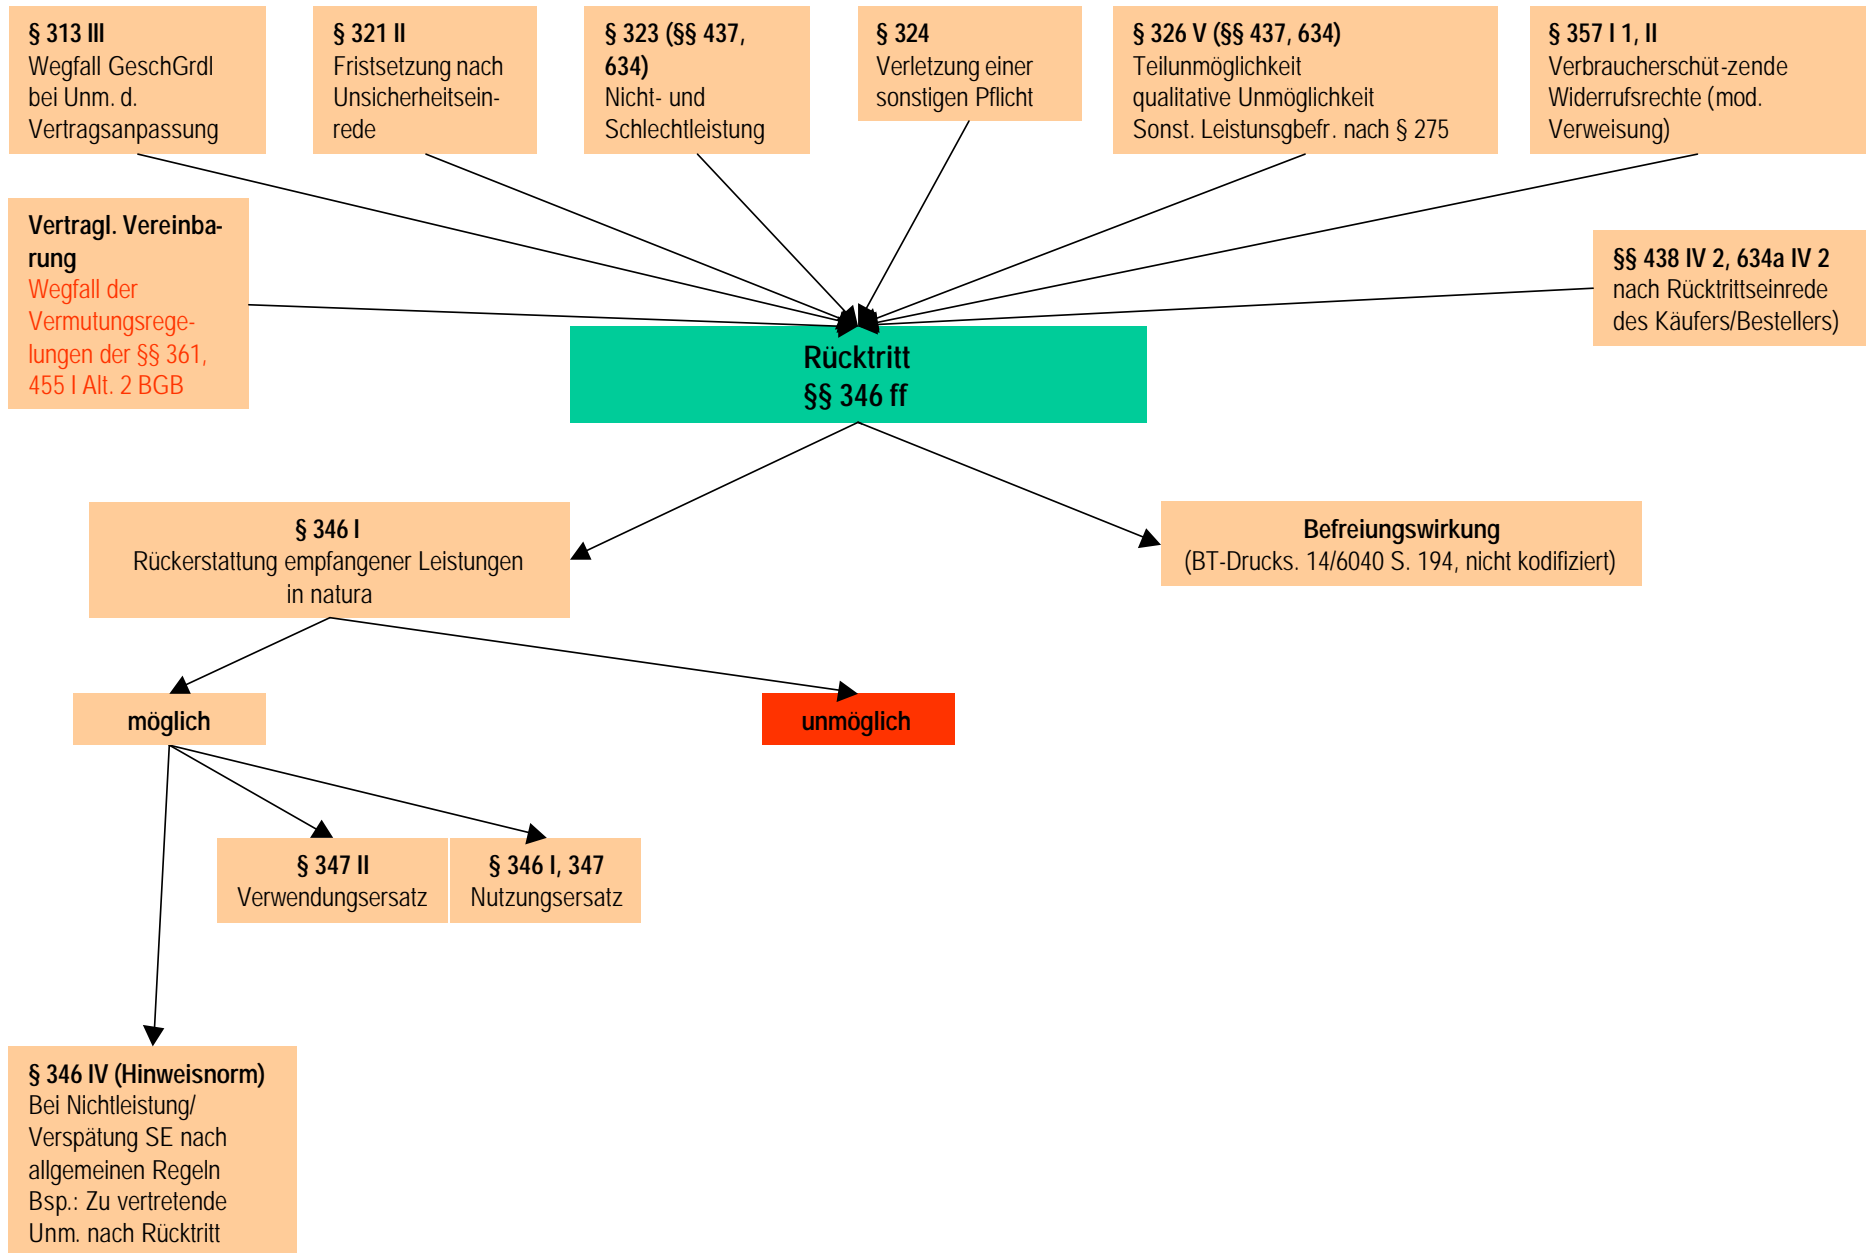 § 313 III
Wegfall GeschGrdl
bei Unm. d.
Vertragsanpassung
§ 321 II
Fristsetzung nach
Unsicherheitsein-
rede
§ 323 (§§ 437,
634)
Nicht- und
Schlechtleistung
§ 324
Verletzung einer
sonstigen Pflicht
§ 326 V (§§ 437, 634)
Teilunmöglichkeit
qualitative Unmöglichkeit
Sonst. Leistunsgbefr. nach § 275
§ 357 I 1, II
Verbraucherschüt-zende
Widerrufsrechte (mod.
Verweisung)
Vertragl. Vereinba-
rung
Wegfall der
Vermutungsrege-
lungen der §§ 361,
455 I Alt. 2 BGB
§§ 438 IV 2, 634a IV 2
nach Rücktrittseinrede
des Käufers/Bestellers)
Rücktritt
§§ 346 ff
§ 346 I
Rückerstattung empfangener Leistungen
in natura
Befreiungswirkung
(BT-Drucks. 14/6040 S. 194, nicht kodifiziert)
möglich
unmöglich
§ 347 II
Verwendungsersatz
§ 346 I, 347
Nutzungsersatz
§ 346 IV (Hinweisnorm)
Bei Nichtleistung/
Verspätung SE nach
allgemeinen Regeln
Bsp.: Zu vertretende
Unm. nach Rücktritt